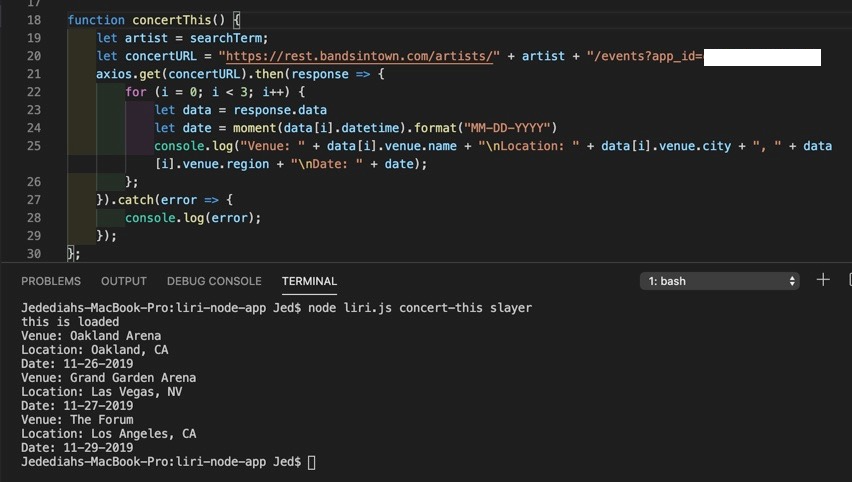 17
18 function concertThis() {
19 let artist = searchTerm;
20 let concertURL = "https://rest.bandsintown.com/artists/" + artist + "/events?app_id=
21 axios.get(concertURL).then(response => {
22 for (i = 0; i < 3; i++) {
23 let data = response.data
24 let date = moment(data[i].datetime).format("MM-DD-YYYY")
25 console.log("Venue: " + data[i].venue.name + "\nLocation: " + data[i].venue.city + ", " + data
[i].venue.region + "\nDate: " + date);
26 };
27 }).catch(error => {
28 console.log(error);
29 });
30 };
PROBLEMS OUTPUT DEBUG CONSOLE TERMINAL 1: bash
Jedediahs-MacBook-Pro:liri-node-app Jed$ node liri.js concert-this slayer
this is loaded
Venue: Oakland Arena
Location: Oakland, CA
Date: 11-26-2019
Venue: Grand Garden Arena
Location: Las Vegas, NV
Date: 11-27-2019
Venue: The Forum
Location: Los Angeles, CA
Date: 11-29-2019
Jedediahs-MacBook-Pro:liri-node-app Jed$